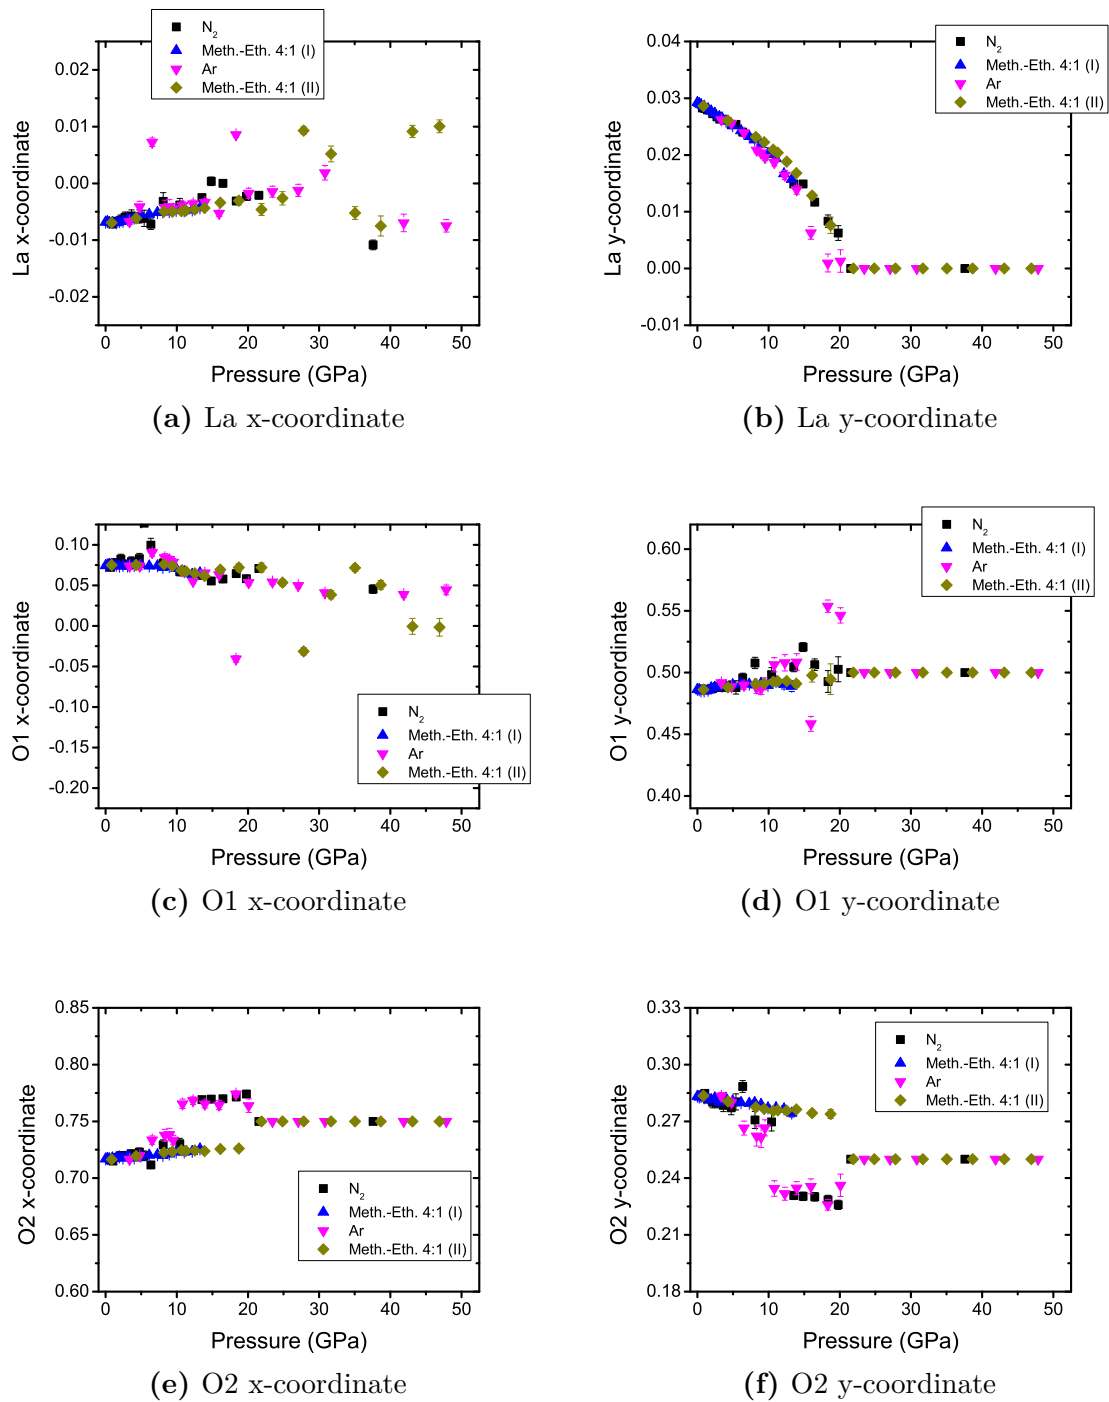 N2
Meth.-Eth. 4:1 (I)
Ar
Meth.-Eth. 4:1 (II)
0.02
0.01
0.00
-0.01
-0.02
La x-coordinate
0 10 20 30 40 50
Pressure (GPa)
(a) La x-coordinate
N2
Meth.-Eth. 4:1 (I)
Ar
Meth.-Eth. 4:1 (II)
0.04
0.03
0.02
0.01
0.00
-0.01
La y-coordinate
0 10 20 30 40 50
Pressure (GPa)
(b) La y-coordinate
0.10
0.05
0.00
-0.05
-0.10
-0.15
-0.20
O1 x-coordinate
N2
Meth.-Eth. 4:1 (I)
Ar
Meth.-Eth. 4:1 (II)
0 10 20 30 40 50
Pressure (GPa)
(c) O1 x-coordinate
N2
Meth.-Eth. 4:1 (I)
Ar
Meth.-Eth. 4:1 (II)
0.60
0.55
0.50
0.45
0.40
O1 y-coordinate
0 10 20 30 40 50
Pressure (GPa)
(d) O1 y-coordinate
0.85
0.80
0.75
0.70
0.65
0.60
O2 x-coordinate
N2
Meth.-Eth. 4:1 (I)
Ar
Meth.-Eth. 4:1 (II)
0 10 20 30 40 50
Pressure (GPa)
(e) O2 x-coordinate
0.33
0.30
0.27
0.24
0.21
0.18
O2 y-coordinate
N2
Meth.-Eth. 4:1 (I)
Ar
Meth.-Eth. 4:1 (II)
0 10 20 30 40 50
Pressure (GPa)
(f) O2 y-coordinate